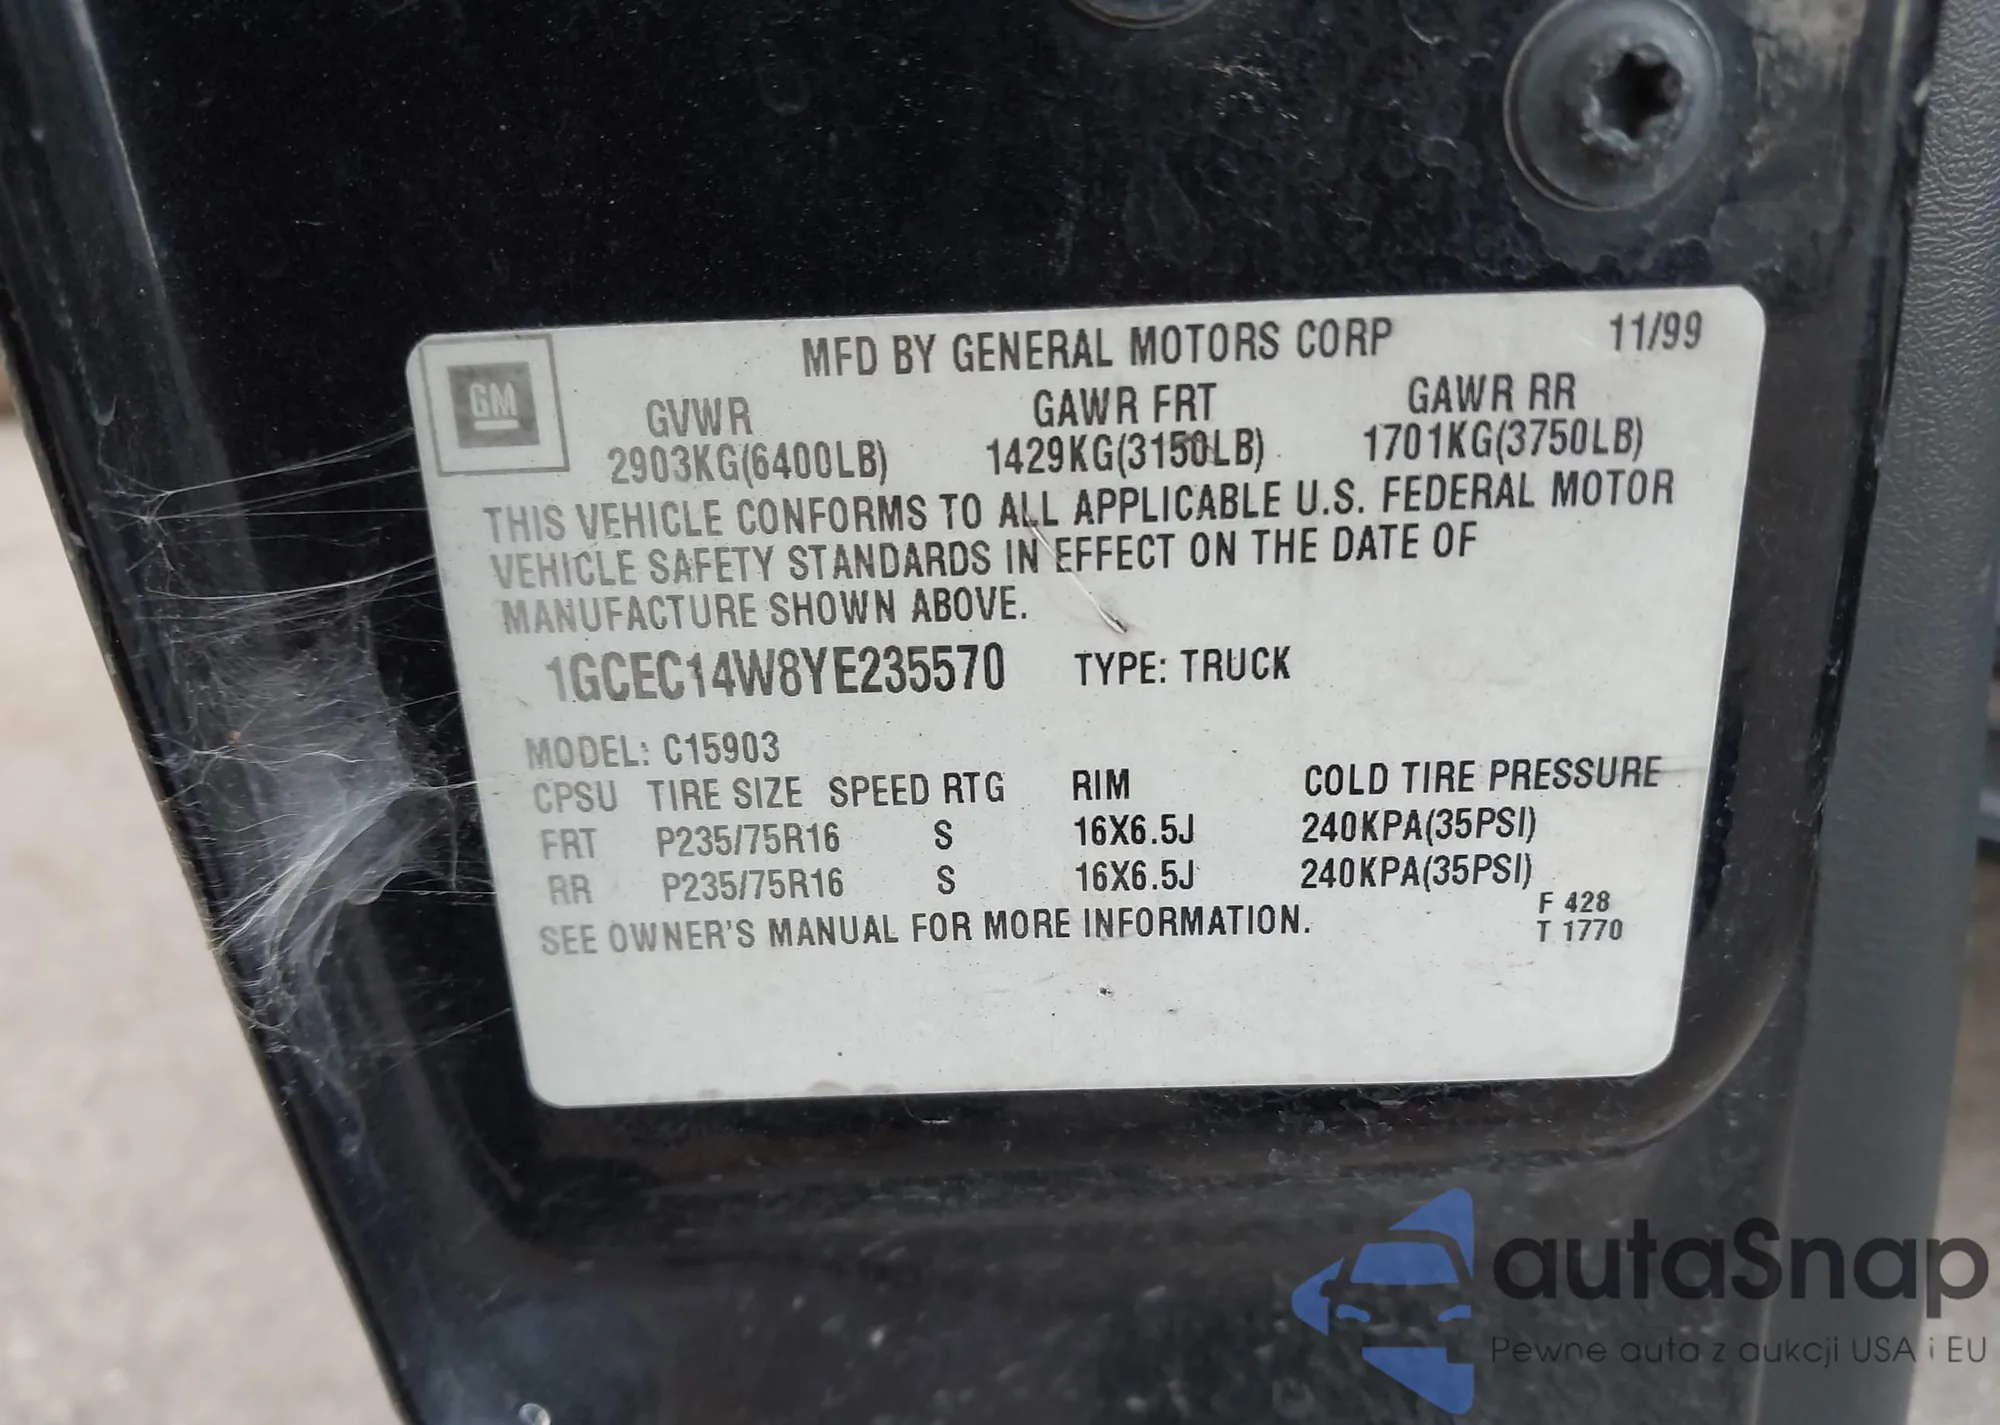 GM
MFD BY GENERAL MOTORS CORP 11/99
GVWR GAWR FRT GAWR RR
2903KG(6400LB) 1429KG(3150LB) 1701KG(3750LB)
THIS VEHICLE CONFORMS TO ALL APPLICABLE U.S. FEDERAL MOTOR
VEHICLE SAFETY STANDARDS IN EFFECT ON THE DATE OF
MANUFACTURE SHOWN ABOVE.
1GCEC14W8YE235570 TYPE: TRUCK
MODEL: C15903
CPSU TIRE SIZE SPEED RTG RIM COLD TIRE PRESSURE
FRT P235/75R16 S 16X6.5J 240KPA(35PSI)
RR P235/75R16 S 16X6.5J 240KPA(35PSI)
SEE OWNER'S MANUAL FOR MORE INFORMATION.
F 428
T 1770
autaSnap
Pewne auta z aukcji USA i EU